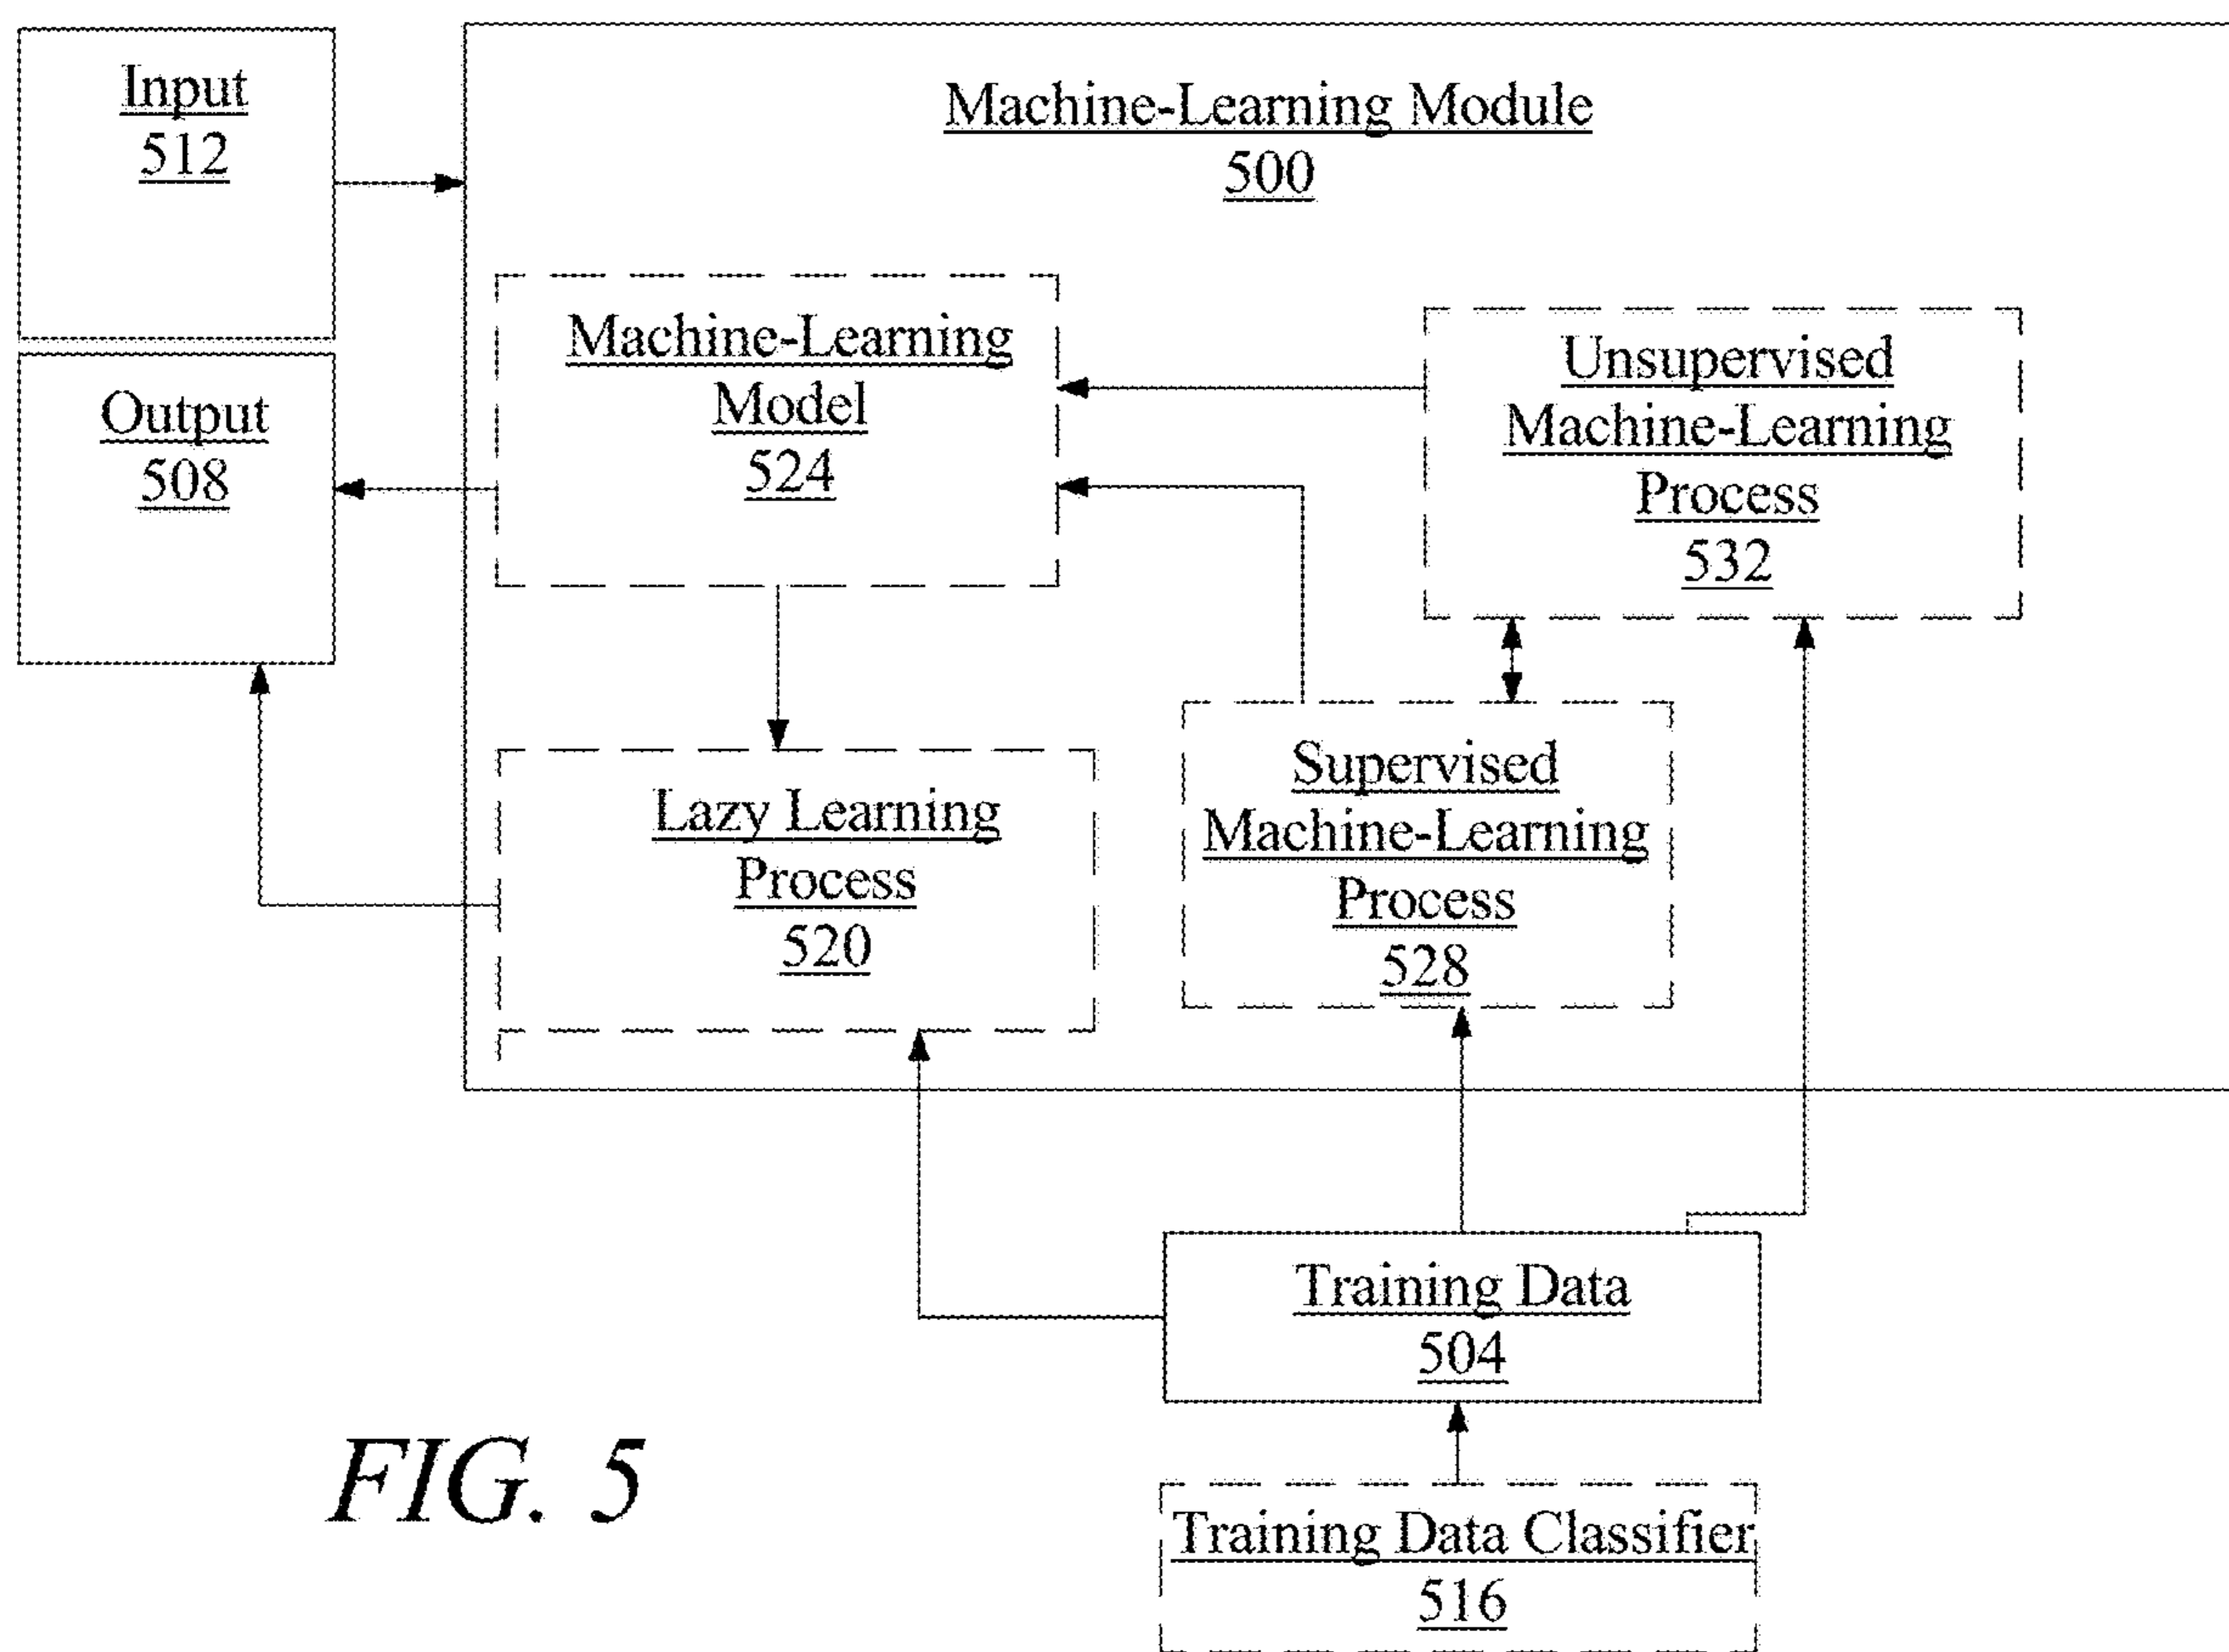 Input
512
Machine-Learning Module
500
Output
508
Machine-Learning
Model
524
Unsupervised
Machine-Learning
Process
532
Lazy Learning
Process
520
Supervised
Machine-Learning
Process
528
Training Data
504
Training Data Classifier
516
FIG. 5